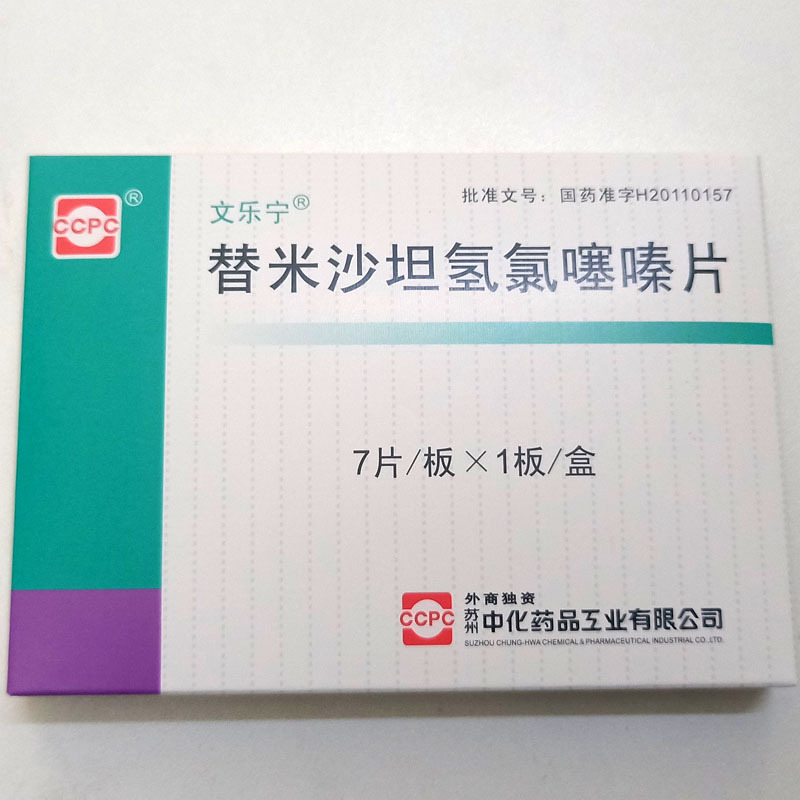 CCPC®
批准文号：国药准字H20110157
文乐宁®
替米沙坦氢氯噻嗪片
7片/板×1板/盒
CCPC
外商独资
苏州中化药品工业有限公司
SUZHOU CHUNG-HWA CHEMICAL & PHARMACEUTICAL INDUSTRIAL CO.,LTD.